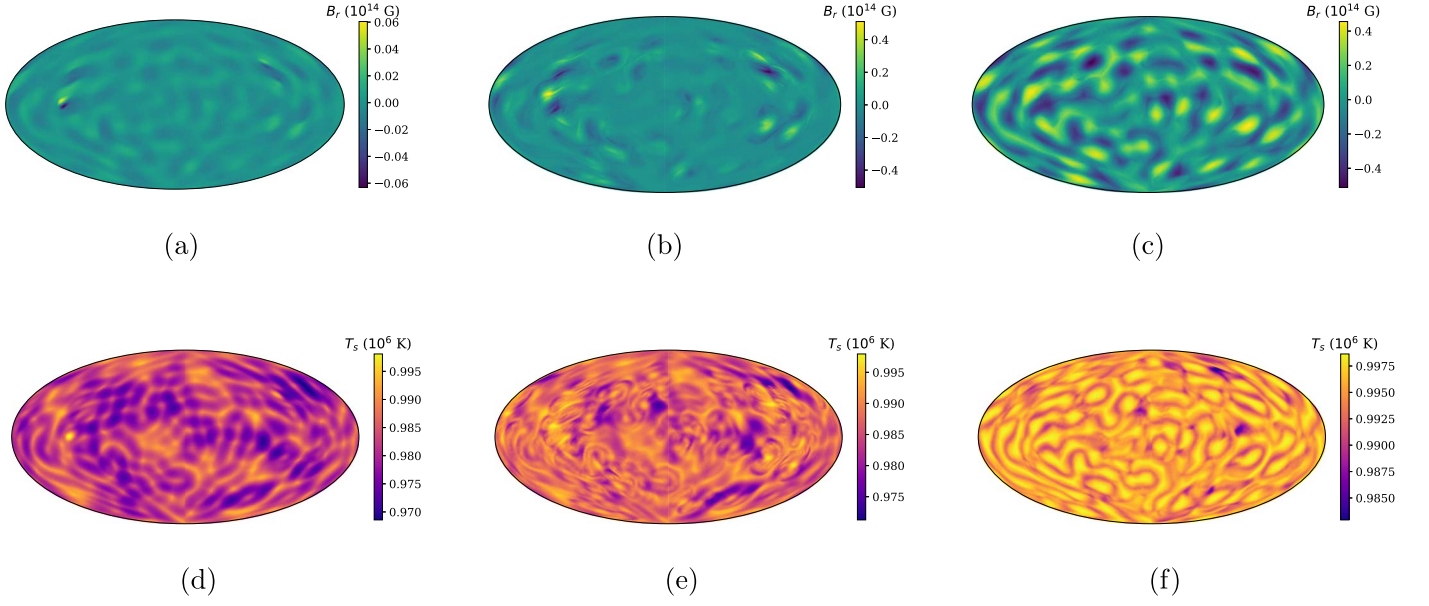 B_r (10^14 G)
0.06
0.04
0.02
0.00
−0.02
−0.04
−0.06
(a)
B_r (10^14 G)
0.4
0.2
0.0
−0.2
−0.4
(b)
B_r (10^14 G)
0.4
0.2
0.0
−0.2
−0.4
(c)
T_s (10^6 K)
0.995
0.990
0.985
0.980
0.975
0.970
(d)
T_s (10^6 K)
0.995
0.990
0.985
0.980
0.975
(e)
T_s (10^6 K)
0.9975
0.9950
0.9925
0.9900
0.9875
0.9850
(f)